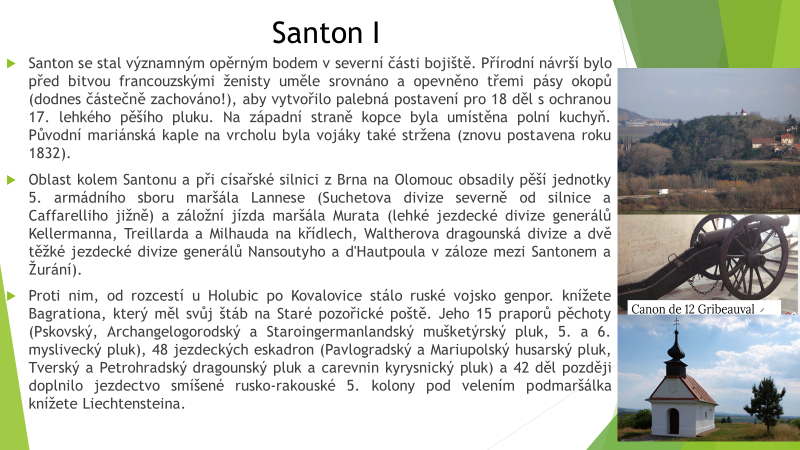 Santon I
Santon se stal významným opěrným bodem v severní části bojiště. Přírodní návrší bylo
před bitvou francouzskými ženisty uměle srovnáno a opevněno třemi pásy okopů
(dodnes částečně zachováno!), aby vytvořilo palebná postavení pro 18 děl s ochranou
17. lehkého pěšího pluku. Na západní straně kopce byla umístěna polní kuchyň.
Původní mariánská kaple na vrcholu byla vojáky také stržena (znovu postavena roku
1832).
Oblast kolem Santonu a při císařské silnici z Brna na Olomouc obsadily pěší jednotky
5. armádního sboru maršála Lannese (Suchetova divize severně od silnice a
Caffarelliho jižně) a záložní jízda maršála Murata (lehké jezdecké divize generálů
Kellermanna, Treillarda a Milhauda na křídlech, Waltherova dragounská divize a dvě
těžké jezdecké divize generálů Nansoutyho a d'Hautpoula v záloze mezi Santonem a
Žurání).
Proti nim, od rozcestí u Holubic po Kovalovice stálo ruské vojsko genpor. knížete
Bagrationa, který měl svůj štáb na Staré pozořické poště. Jeho 15 praporů pěchoty
(Pskovský, Archangelogorodský a Staroingermanlandský mušketýrský pluk, 5. a 6.
myslivecký pluk), 48 jezdeckých eskadron (Pavlogradský a Mariupolský husarský pluk,
Tverský a Petrohradský dragounský pluk a carevnin kyrysnický pluk) a 42 děl později
doplnilo jezdectvo smíšené rusko-rakouské 5. kolony pod velením podmaršálka
knížete Liechtensteina.
Canon de 12 Gribeauval